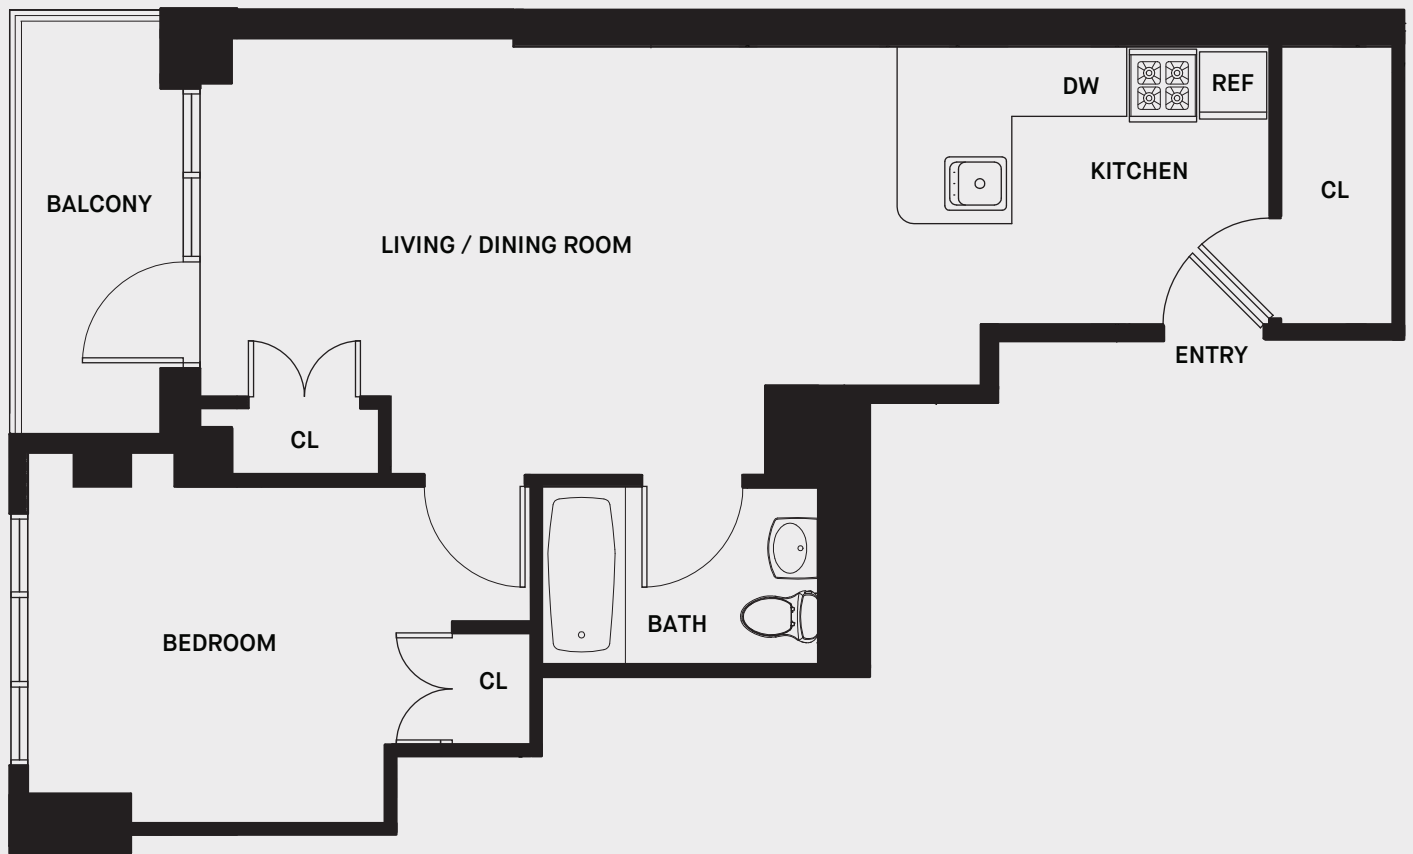 DW
REF
KITCHEN
CL
BALCONY
LIVING / DINING ROOM
ENTRY
CL
BATH
BEDROOM
CL